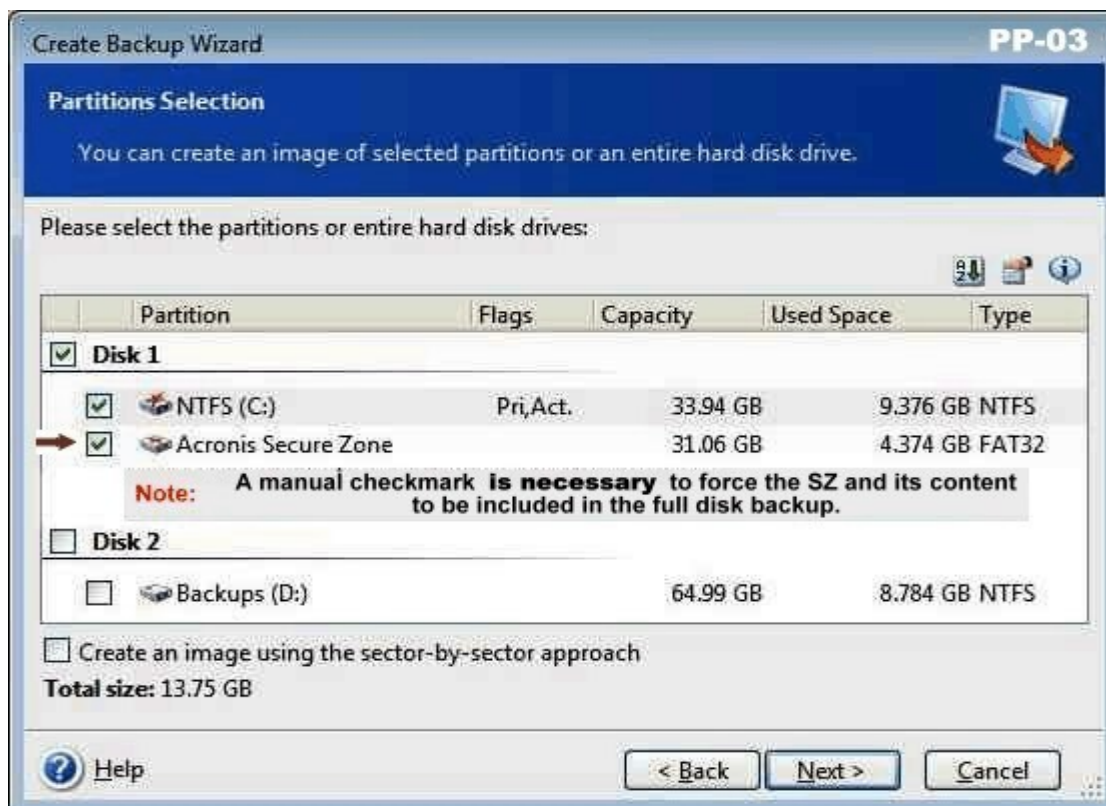 Create Backup Wizard PP-03
Partitions Selection
You can create an image of selected partitions or an entire hard disk drive.
Please select the partitions or entire hard disk drives:
Partition Flags Capacity Used Space Type
Disk 1
NTFS (C:) Pri,Act. 33.94 GB 9.376 GB NTFS
Acronis Secure Zone 31.06 GB 4.374 GB FAT32
Note: A manual checkmark is necessary to force the SZ and its content
to be included in the full disk backup.
Disk 2
Backups (D:) 64.99 GB 8.784 GB NTFS
Create an image using the sector-by-sector approach
Total size: 13.75 GB
Help < Back Next > Cancel